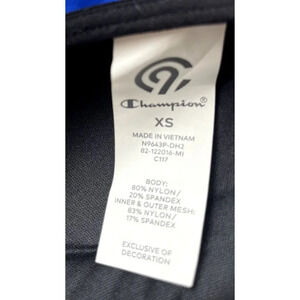 Champion®
XS
MADE IN VIETNAM
N9643P-DH2
82-122016-MI
C117
BODY:
80% NYLON /
20% SPANDEX
INNER & OUTER MESH:
83% NYLON /
17% SPANDEX
EXCLUSIVE OF
DECORATION